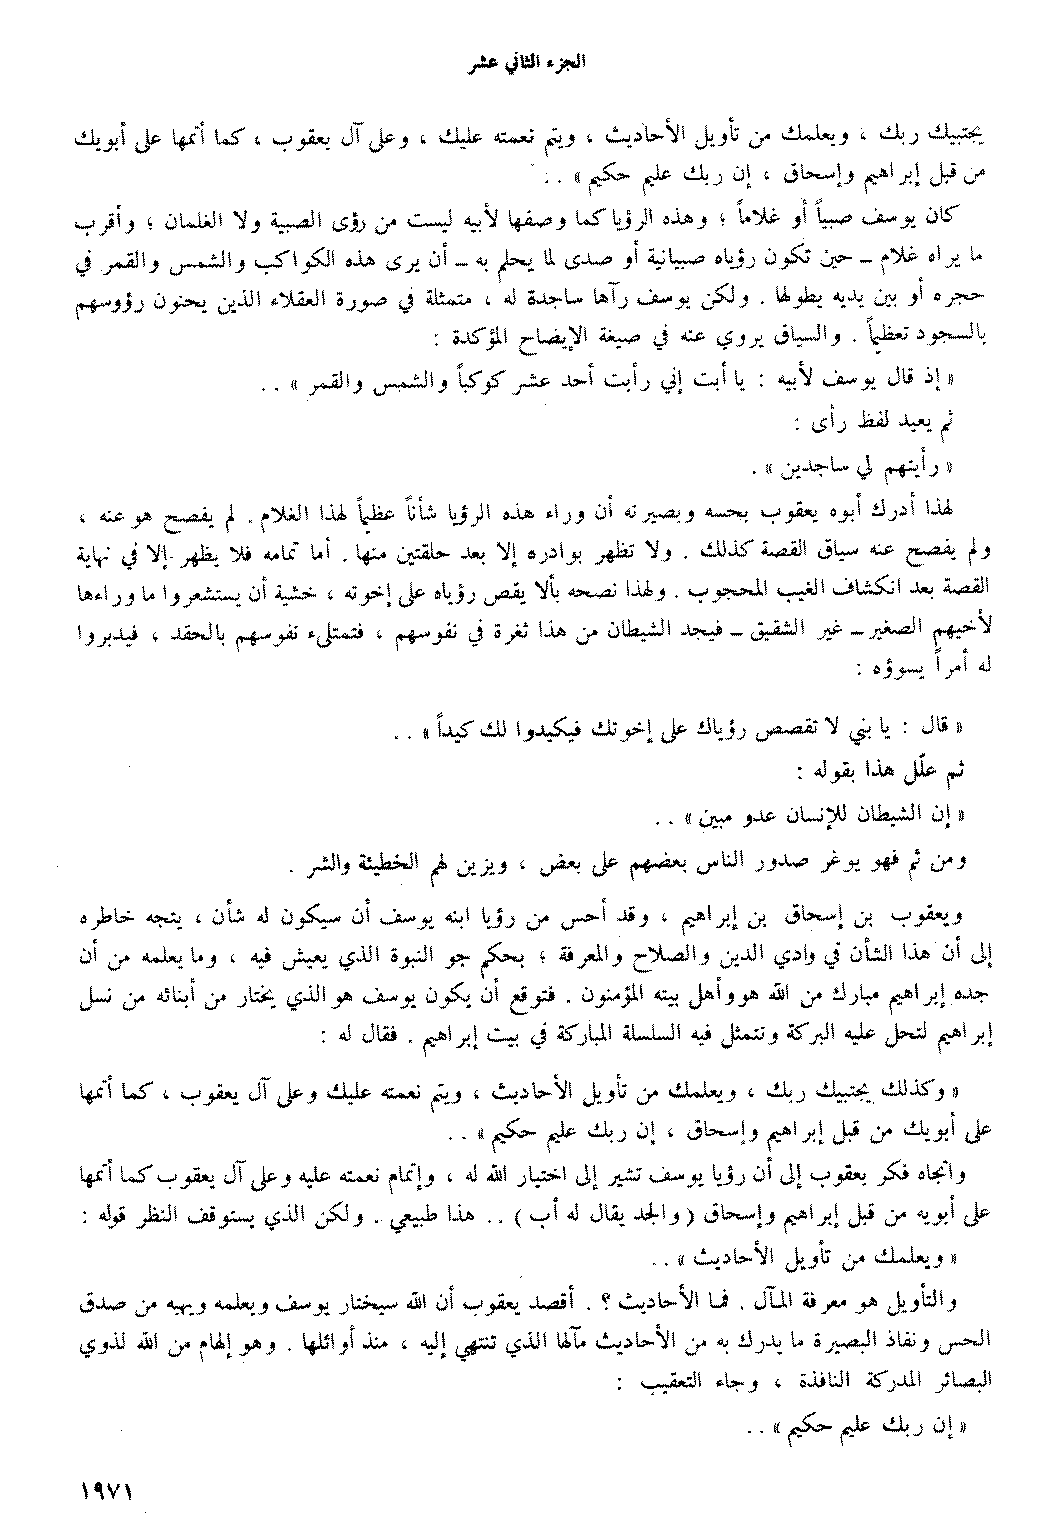 الجزء الثاني عشر
يجتبيك ربك ، ويعلمك من تأويل الأحاديث ، ويتم نعمته عليك ، وعلى آل يعقوب ، كما أتمها على أبويك
من قبل إبراهيم وإسحاق ، إن ربك عليم حكيم » . .
كان يوسف صبياً أو غلاماً ؛ وهذه الرؤيا كما وصفها لأبيه ليست من رؤى الصبية ولا الغلمان ؛ وأقرب
ما يراه غلام – حين تكون رؤياه صبيانية أو صدى لما يحلم به – أن يرى هذه الكواكب والشمس والقمر في
حجره أو بين يديه يطولها . ولكن يوسف رآها ساجدة له ، متمثلة في صورة العقلاء الذين يحنون رؤوسهم
بالسجود تعظيماً . والسياق يروي عنه في صيغة الإيضاح المؤكدة :
« إذ قال يوسف لأبيه : يا أبت إني رأيت أحد عشر كوكباً والشمس والقمر » . .
ثم يعيد لفظ رأى :
« رأيتهم لي ساجدين » .
لهذا أدرك أبوه يعقوب بحسه وبصيرته أن وراء هذه الرؤيا شأناً عظيماً لهذا الغلام . لم يفصح هو عنه ،
ولم يفصح عنه سياق القصة كذلك . ولا تظهر بوادره إلا بعد حلقتين منها . أما تمامه فلا يظهر إلا في نهاية
القصة بعد انكشاف الغيب المحجوب . ولهذا نصحه بألا يقص رؤياه على إخوته ، خشية أن يستشعروا ما وراءها
لأخيهم الصغير – غير الشقيق – فيجد الشيطان من هذا ثغرة في نفوسهم ، فتمتلىء نفوسهم بالحقد ، فيدبروا
له أمراً يسوؤه :
« قال : يا بني لا تقصص رؤياك على إخوتك فيكيدوا لك كيداً » . .
ثم علّل هذا بقوله :
« إن الشيطان للإنسان عدو مبين » . .
ومن ثم فهو يوغر صدور الناس بعضهم على بعض ، ويزين لهم الخطيئة والشر .
ويعقوب بن إسحاق بن إبراهيم ، وقد أحس من رؤيا ابنه يوسف أن سيكون له شأن ، يتجه خاطره
إلى أن هذا الشأن في وادي الدين والصلاح والمعرفة ؛ بحكم جو النبوة الذي يعيش فيه ، وما يعلمه من أن
جده إبراهيم مبارك من الله هو وأهل بيته المؤمنون . فتوقع أن يكون يوسف هو الذي يختار من أبنائه من نسل
إبراهيم لتحل عليه البركة وتتمثل فيه السلسلة المباركة في بيت إبراهيم . فقال له :
« وكذلك يجتبيك ربك ، ويعلمك من تأويل الأحاديث ، ويتم نعمته عليك وعلى آل يعقوب ، كما أتمها
على أبويك من قبل إبراهيم وإسحاق ، إن ربك عليم حكيم » . .
واتجاه فكر يعقوب إلى أن رؤيا يوسف تشير إلى اختيار الله له ، وإتمام نعمته عليه وعلى آل يعقوب كما أتمها
على أبويه من قبل إبراهيم وإسحاق ( والجد يقال له أب ) . . هذا طبيعي . ولكن الذي يستوقف النظر قوله :
« ويعلمك من تأويل الأحاديث » . .
والتأويل هو معرفة المآل . فما الأحاديث ؟ . أقصد يعقوب أن الله سيختار يوسف ويعلمه ويهبه من صدق
الحس ونفاذ البصيرة ما يدرك به من الأحاديث مآلها الذي تنتهي إليه ، منذ أوائلها . وهو إلهام من الله لذوي
البصائر المدركة النافذة ، وجاء التعقيب :
« إن ربك عليم حكيم » . .
١٩٧١